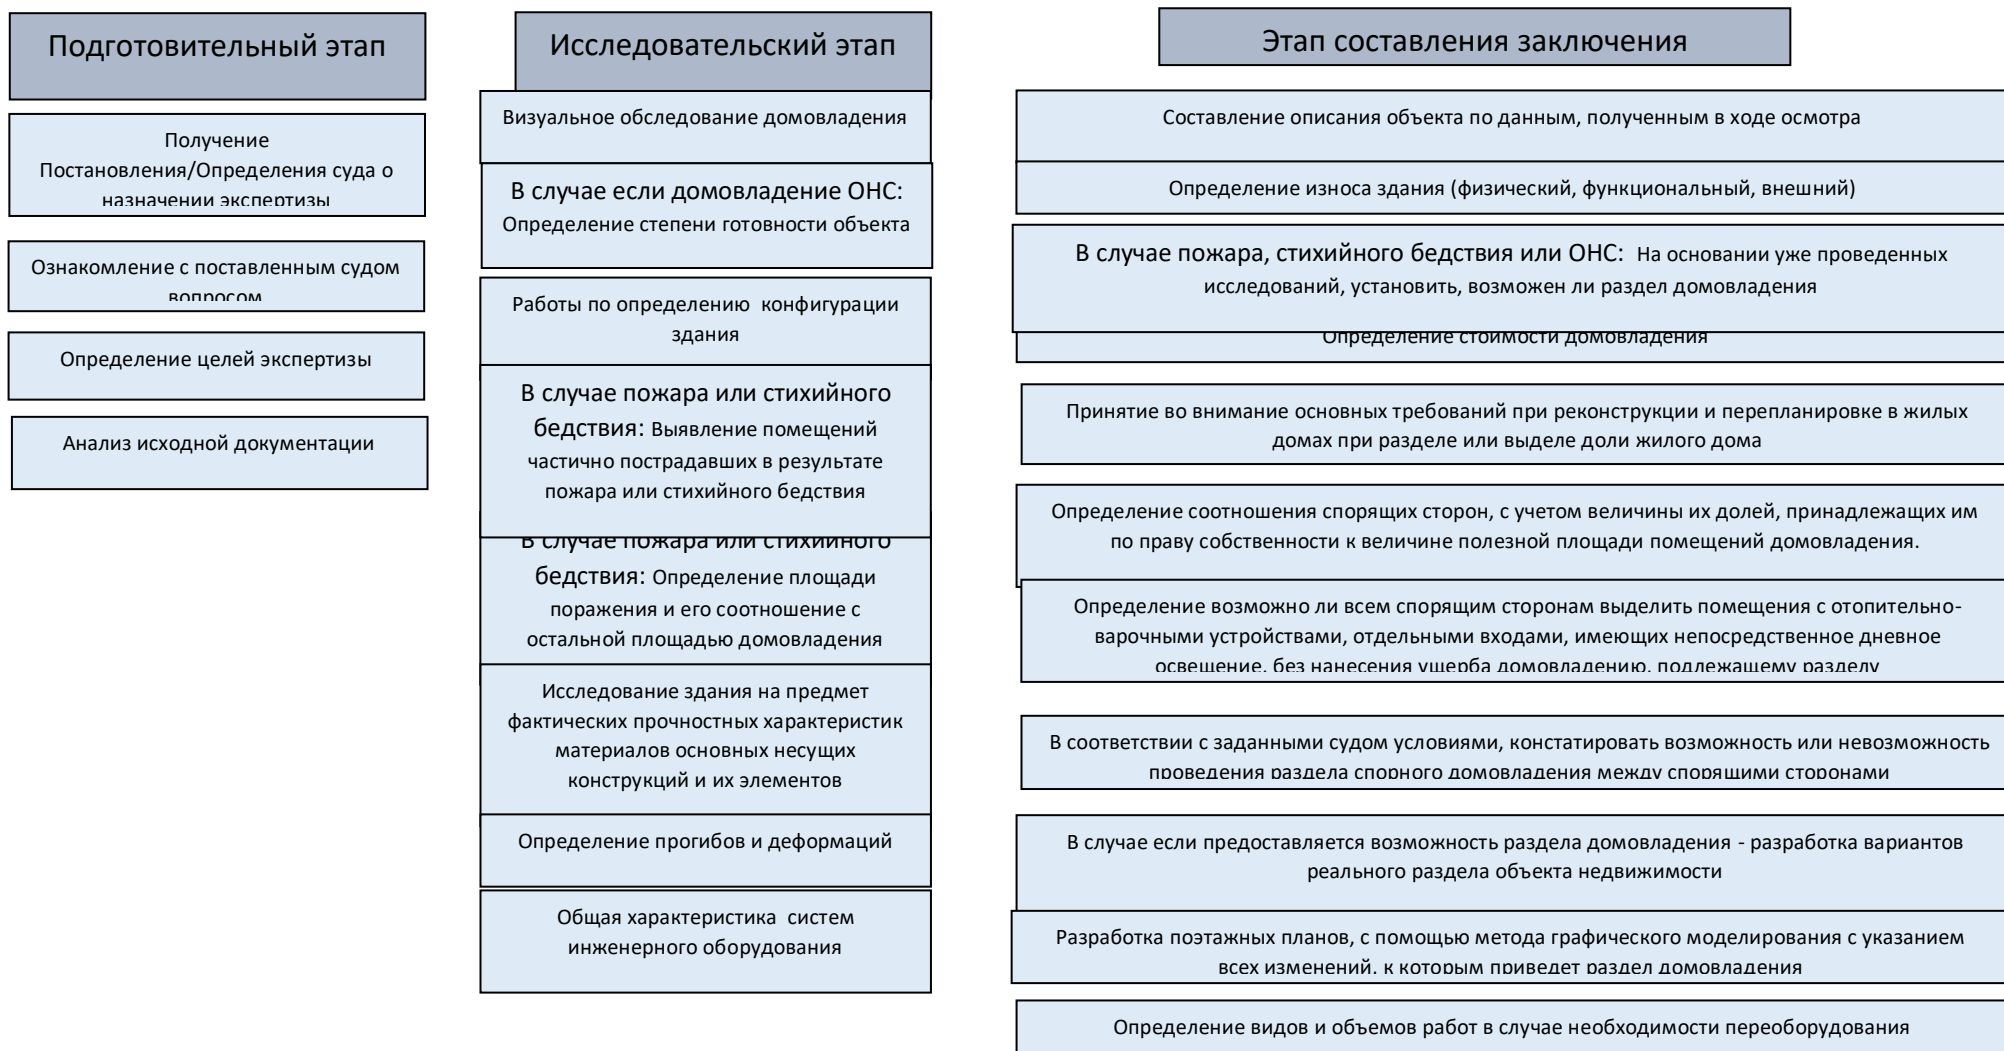 Подготовительный этап
Получение
Постановления/Определения суда о
назначении экспертизы
Ознакомление с поставленным судом
вопросом
Определение целей экспертизы
Анализ исходной документации
Исследовательский этап
Визуальное обследование домовладения
В случае если домовладение ОНС:
Определение степени готовности объекта
Работы по определению конфигурации
здания
В случае пожара или стихийного
бедствия: Выявление помещений
частично пострадавших в результате
пожара или стихийного бедствия
В случае пожара или стихийного
бедствия: Определение площади
поражения и его соотношение с
остальной площадью домовладения
Исследование здания на предмет
фактических прочностных характеристик
материалов основных несущих
конструкций и их элементов
Определение прогибов и деформаций
Общая характеристика систем
инженерного оборудования
Этап составления заключения
Составление описания объекта по данным, полученным в ходе осмотра
Определение износа здания (физический, функциональный, внешний)
В случае пожара, стихийного бедствия или ОНС: На основании уже проведенных
исследований, установить, возможен ли раздел домовладения
Определение стоимости домовладения
Принятие во внимание основных требований при реконструкции и перепланировке в жилых
домах при разделе или выделе доли жилого дома
Определение соотношения спорящих сторон, с учетом величины их долей, принадлежащих им
по праву собственности к величине полезной площади помещений домовладения.
Определение возможно ли всем спорящим сторонам выделить помещения с отопительно-
варочными устройствами, отдельными входами, имеющих непосредственное дневное
освещение, без нанесения ущерба домовладению, подлежащему разделу
В соответствии с заданными судом условиями, констатировать возможность или невозможность
проведения раздела спорного домовладения между спорящими сторонами
В случае если предоставляется возможность раздела домовладения - разработка вариантов
реального раздела объекта недвижимости
Разработка поэтажных планов, с помощью метода графического моделирования с указанием
всех изменений, к которым приведет раздел домовладения
Определение видов и объемов работ в случае необходимости переоборудования